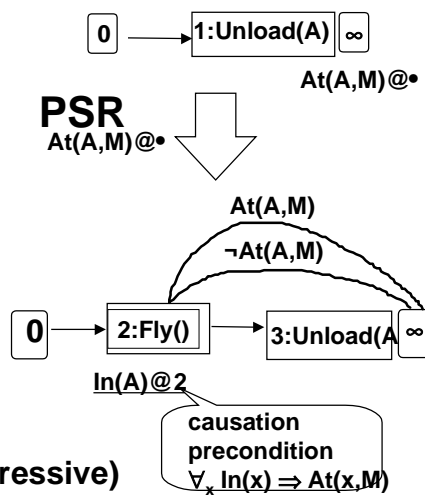 0
1:Unload(A)
∞
At(A,M)@•
PSR
At(A,M)@•
At(A,M)
¬At(A,M)
0
2:Fly()
3:Unload(A
∞
In(A)@2
causation
precondition
∀x In(x) ⇒ At(x,M)
ressive)